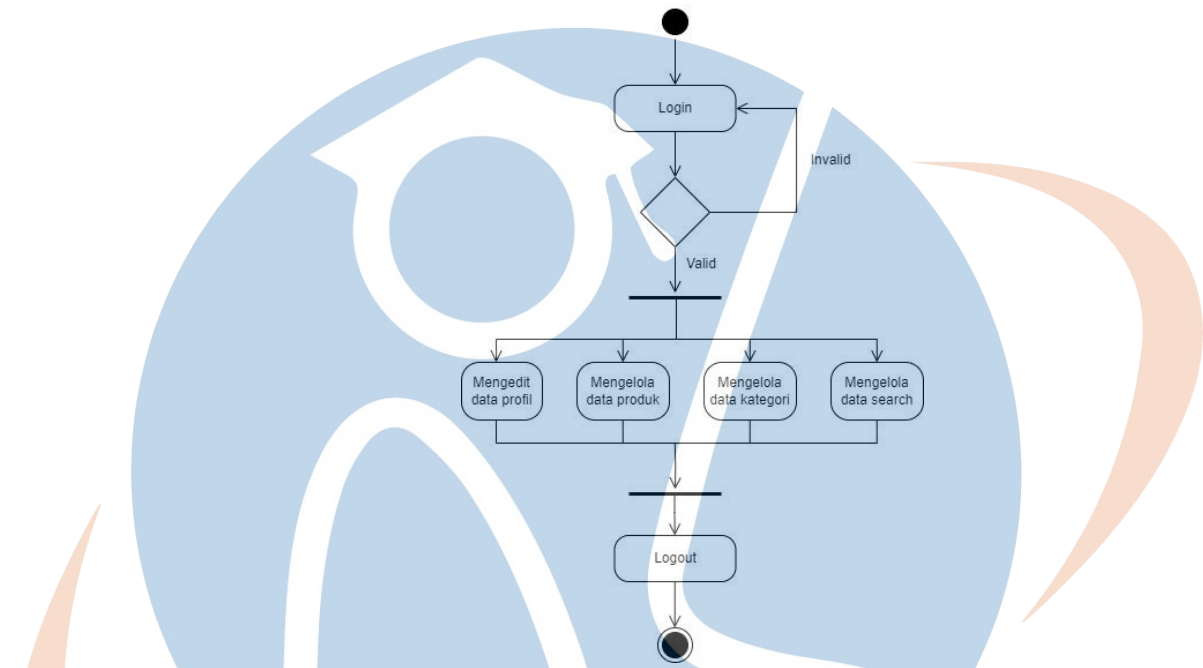 Login
Invalid
Valid
Mengedit
data profil
Mengelola
data produk
Mengelola
data kategori
Mengelola
data search
Logout